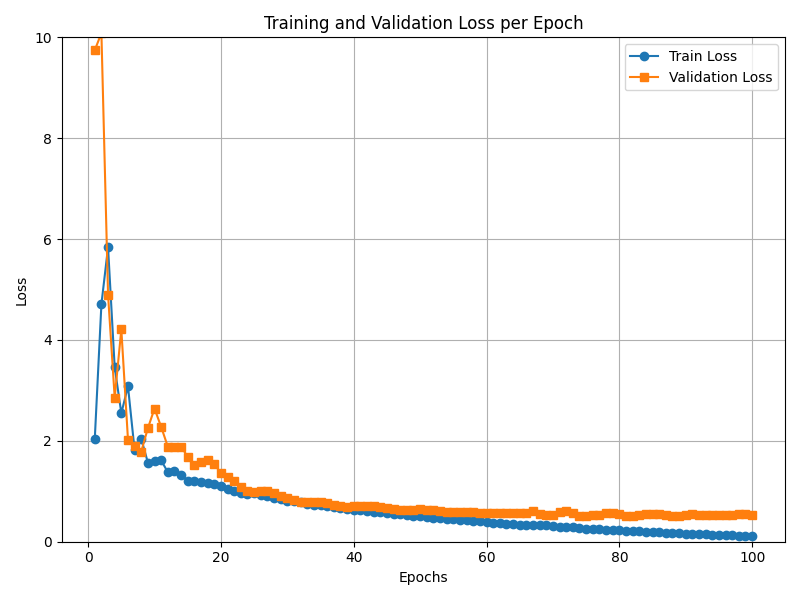 Training and Validation Loss per Epoch
Train Loss
Validation Loss
Loss
10
8
6
4
2
0
0 20 40 60 80 100
Epochs